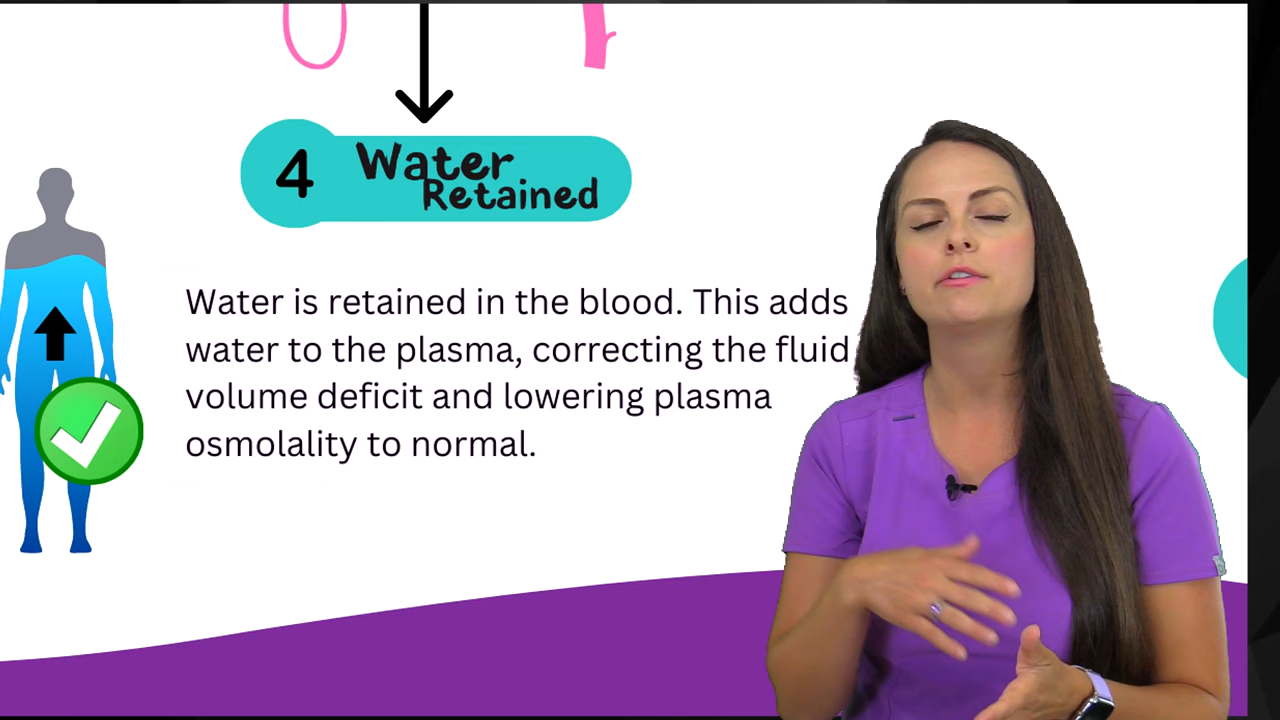 4 Water
Retained
Water is retained in the blood. This adds
water to the plasma, correcting the fluid
volume deficit and lowering plasma
osmolality to normal.